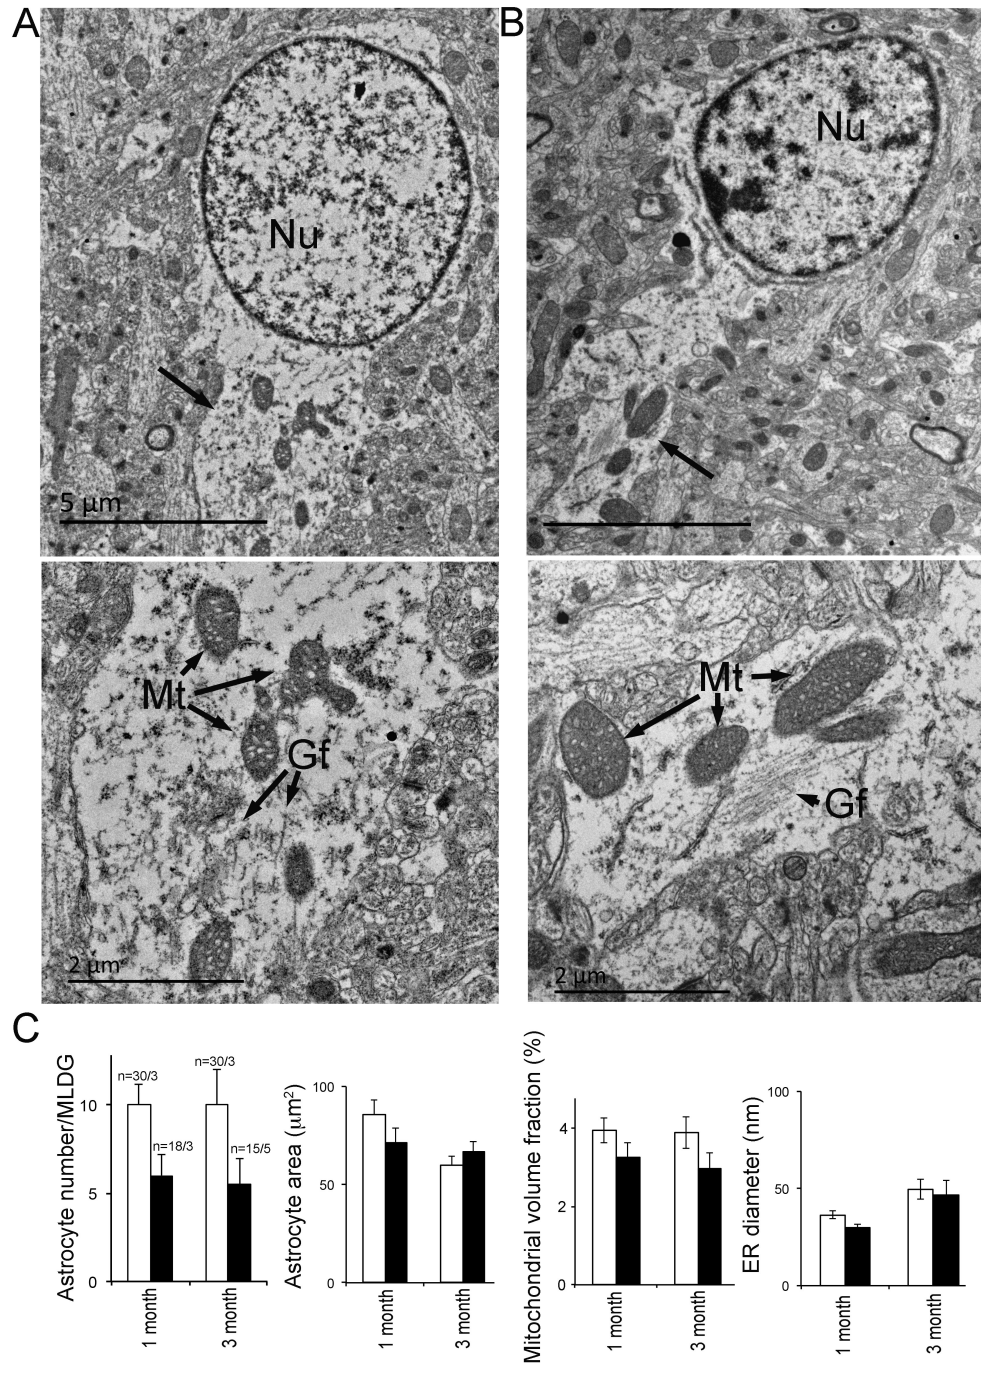 A
B
Nu
Nu
5 µm
Mt
Gf
2 µm
Mt
Gf
2 µm
C
Astrocyte number/MLDG
10
5
0
n=30/3
n=18/3
n=30/3
n=15/5
1 month
3 month
Astrocyte area (µm²)
100
50
0
1 month
3 month
Mitochondrial volume fraction (%)
4
2
0
1 month
3 month
ER diameter (nm)
100
50
0
1 month
3 month